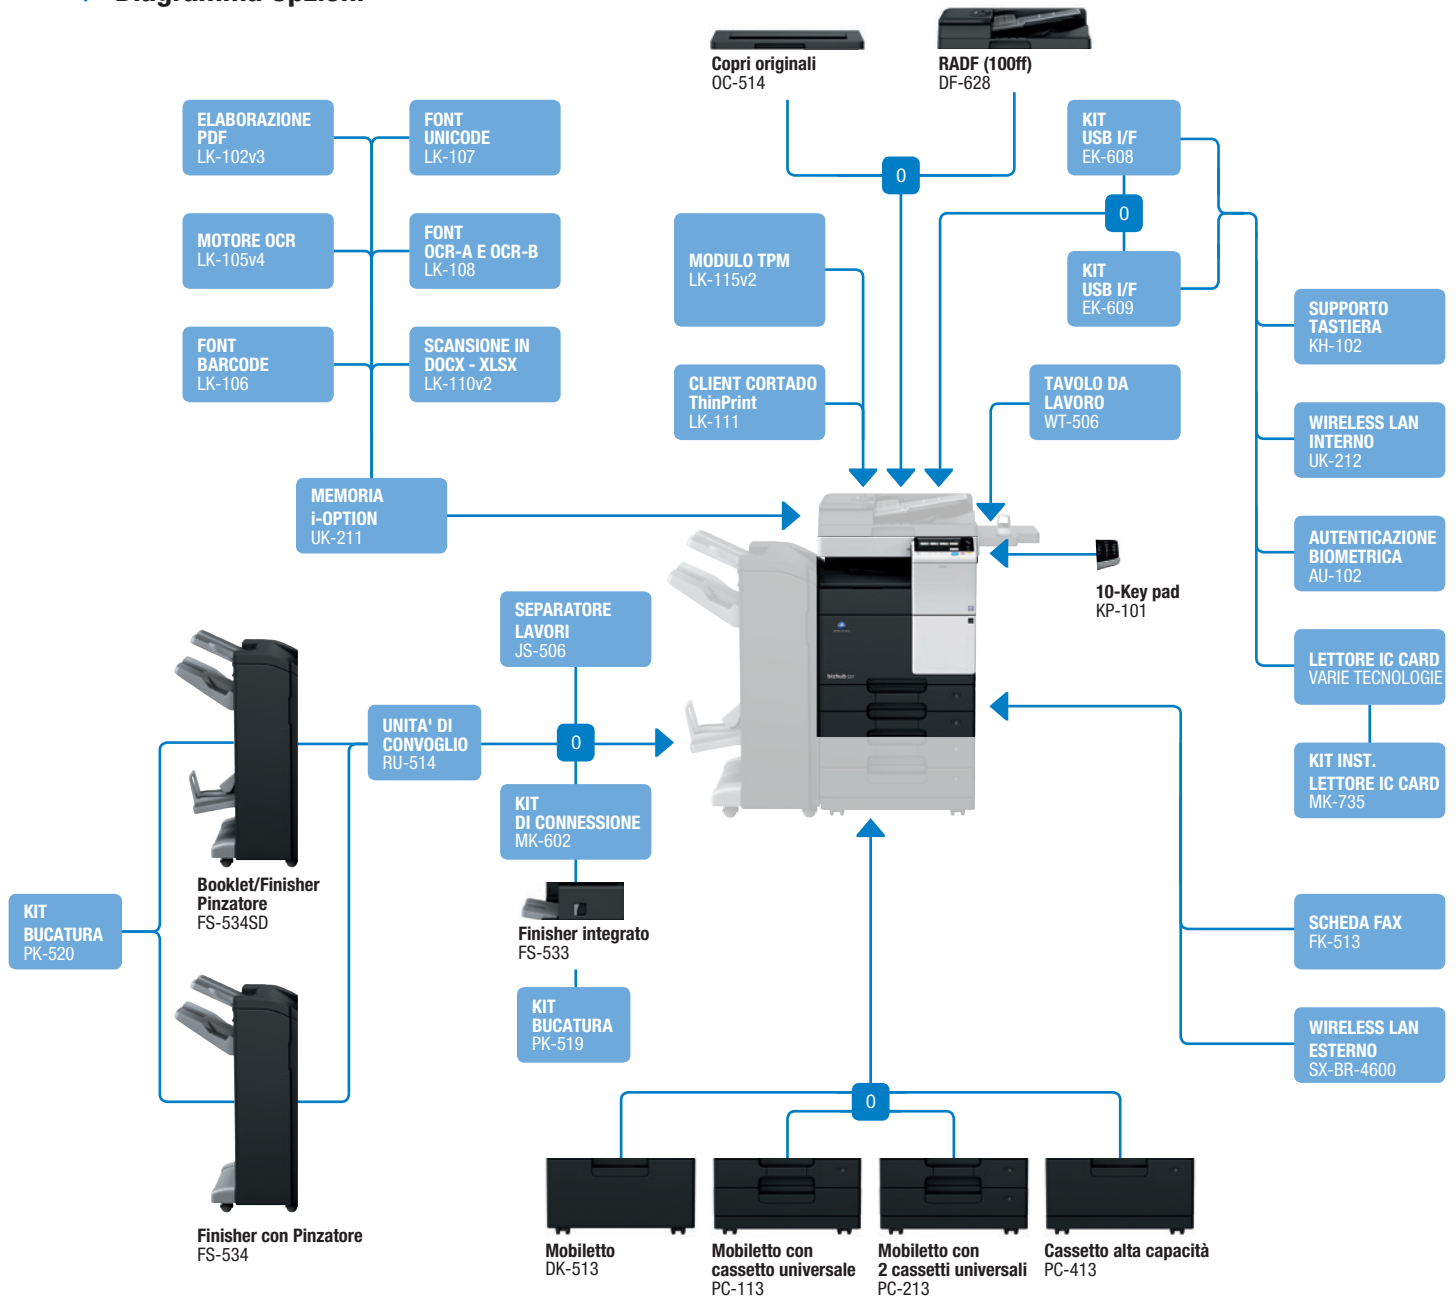 Diagramma opzioni
Copri originali
OC-514
RADF (100ff)
DF-628
ELABORAZIONE
PDF
LK-102v3
FONT
UNICODE
LK-107
KIT
USB I/F
EK-608
0
0
MOTORE OCR
LK-105v4
FONT
OCR-A E OCR-B
LK-108
MODULO TPM
LK-115v2
KIT
USB I/F
EK-609
SUPPORTO
TASTIERA
KH-102
FONT
BARCODE
LK-106
SCANSIONE IN
DOCX - XLSX
LK-110v2
CLIENT CORTADO
ThinPrint
LK-111
TAVOLO DA
LAVORO
WT-506
WIRELESS LAN
INTERNO
UK-212
MEMORIA
i-OPTION
UK-211
AUTENTICAZIONE
BIOMETRICA
AU-102
10-Key pad
KP-101
SEPARATORE
LAVORI
JS-506
LETTORE IC CARD
VARIE TECNOLOGIE
bizhub
UNITA' DI
CONVOGLIO
RU-514
0
KIT INST.
LETTORE IC CARD
MK-735
KIT
DI CONNESSIONE
MK-602
Booklet/Finisher
Pinzatore
FS-534SD
KIT
BUCATURA
PK-520
Finisher integrato
FS-533
SCHEDA FAX
FK-513
KIT
BUCATURA
PK-519
WIRELESS LAN
ESTERNO
SX-BR-4600
0
Finisher con Pinzatore
FS-534
Mobiletto
DK-513
Mobiletto con
cassetto universale
PC-113
Mobiletto con
2 cassetti universali
PC-213
Cassetto alta capacità
PC-413